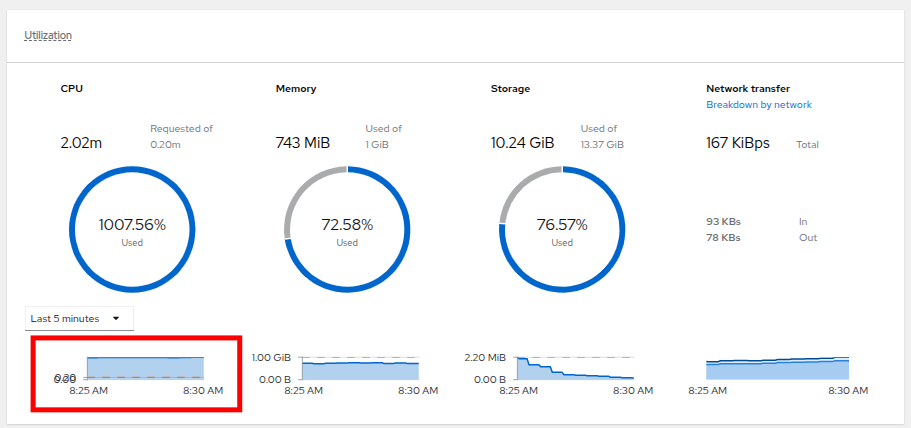 Utilization
CPU
2.02m
Requested of
0.20m
1007.56%
Used
Memory
743 MiB
Used of
1 GiB
72.58%
Used
Storage
10.24 GiB
Used of
13.37 GiB
76.57%
Used
Network transfer
Breakdown by network
167 KiBps
Total
93 KBs
In
78 KBs
Out
Last 5 minutes
0.20
8:25 AM
8:30 AM
1.00 GiB
0.00 B
8:25 AM
8:30 AM
2.20 MiB
0.00 B
8:25 AM
8:30 AM
8:25 AM
8:30 AM